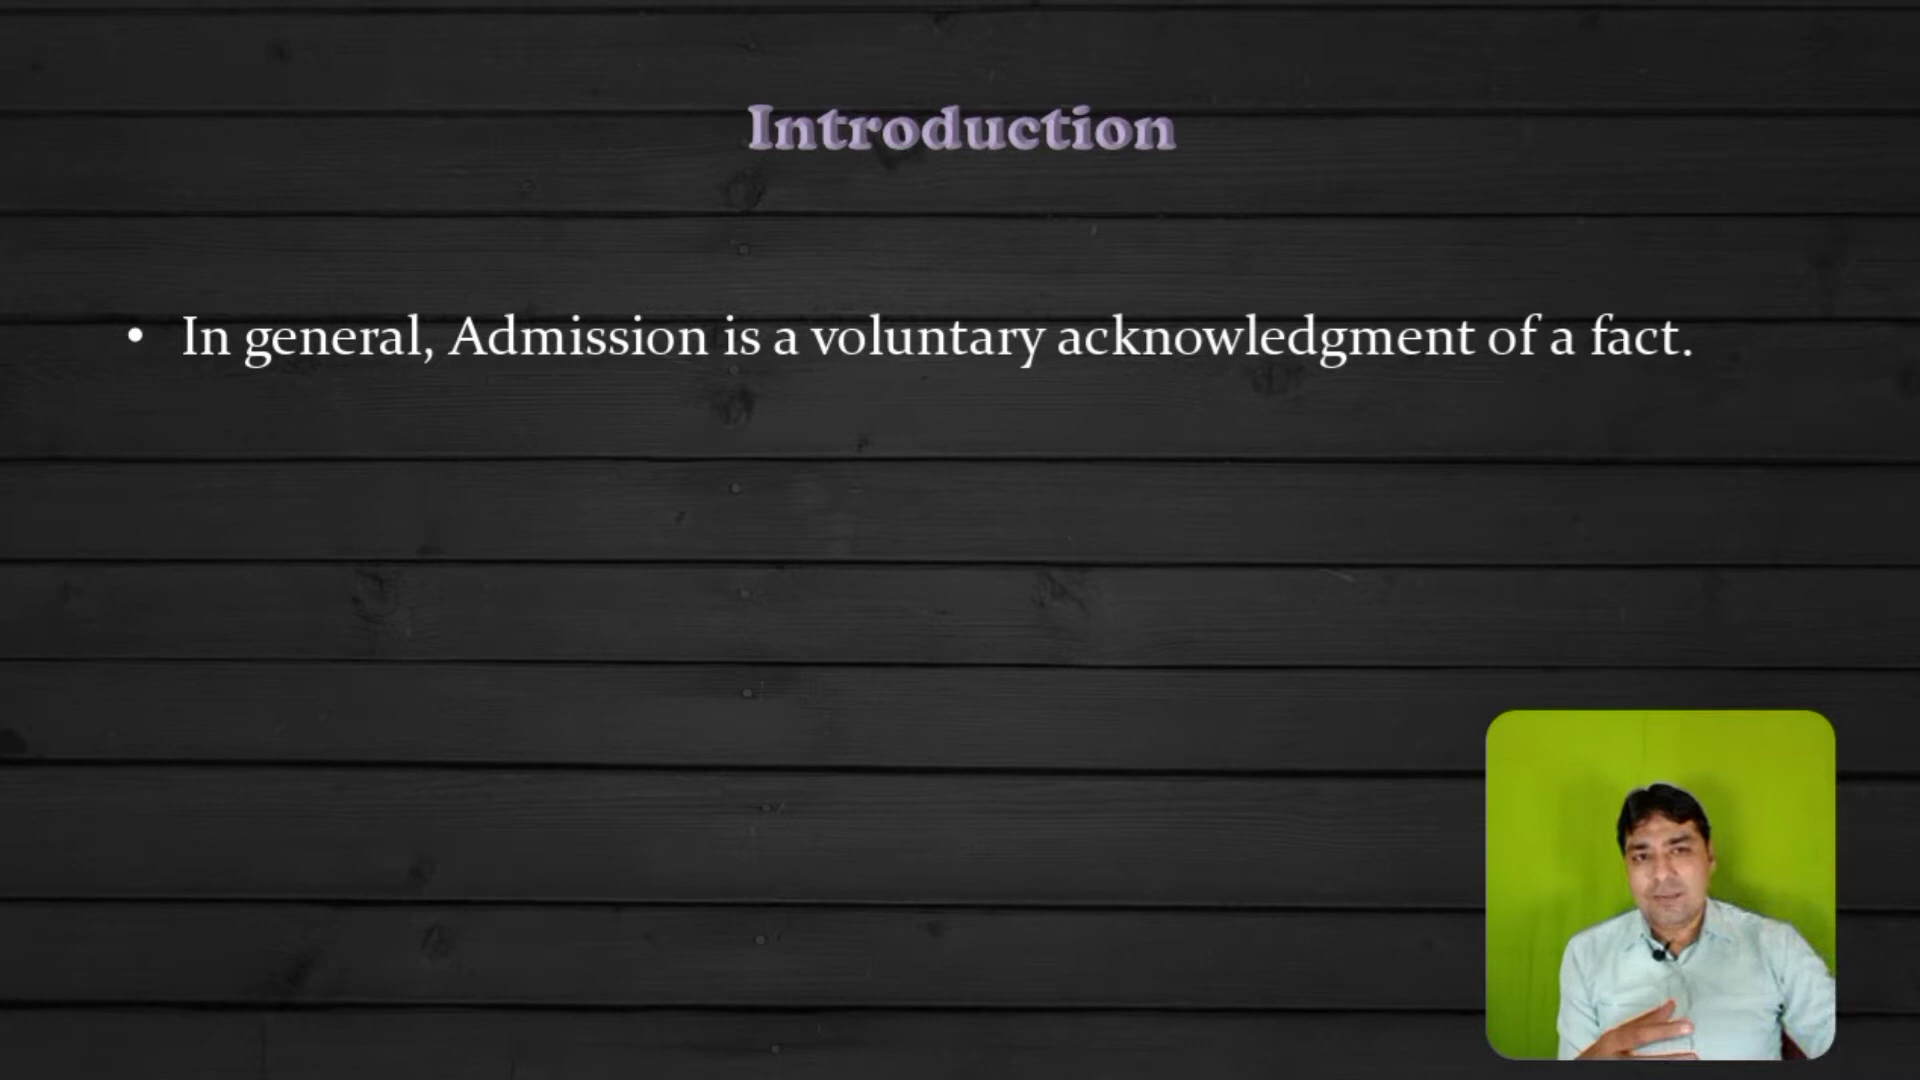 Introduction
• In general, Admission is a voluntary acknowledgment of a fact.